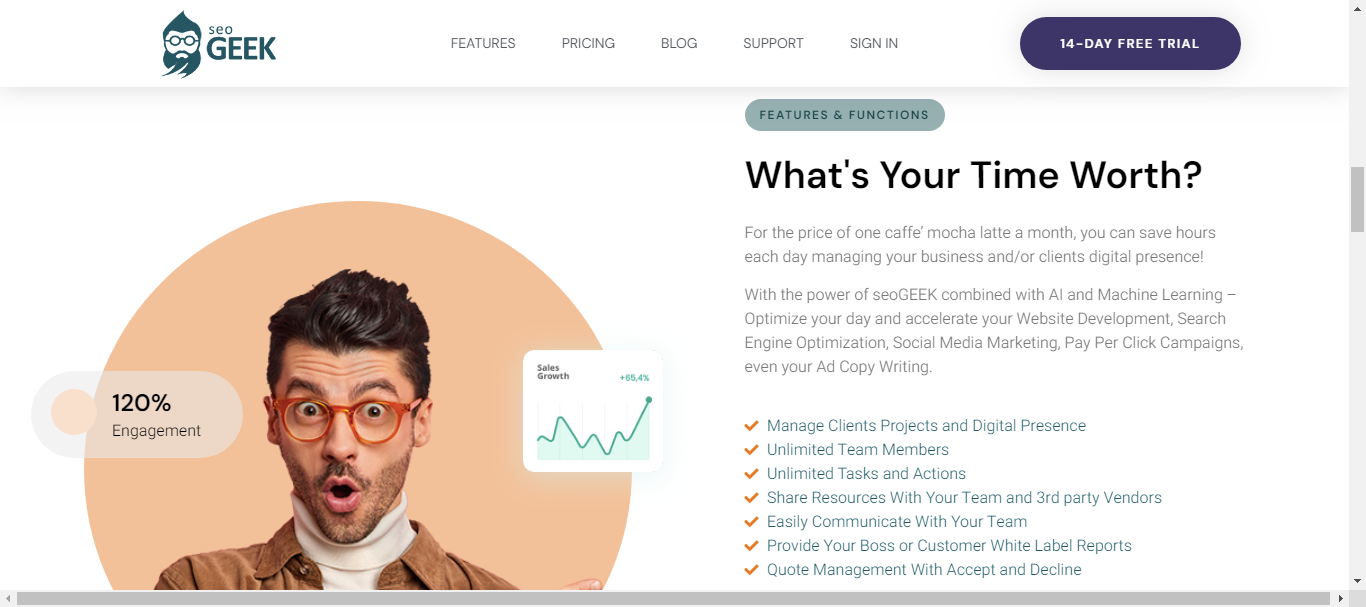 seo
GEEK
FEATURES
PRICING
BLOG
SUPPORT
SIGN IN
14-DAY FREE TRIAL
120%
Engagement
Sales
Growth
+65,4%
FEATURES & FUNCTIONS
What's Your Time Worth?
For the price of one caffe’ mocha latte a month, you can save hours
each day managing your business and/or clients digital presence!
With the power of seoGEEK combined with AI and Machine Learning –
Optimize your day and accelerate your Website Development, Search
Engine Optimization, Social Media Marketing, Pay Per Click Campaigns,
even your Ad Copy Writing.
Manage Clients Projects and Digital Presence
Unlimited Team Members
Unlimited Tasks and Actions
Share Resources With Your Team and 3rd party Vendors
Easily Communicate With Your Team
Provide Your Boss or Customer White Label Reports
Quote Management With Accept and Decline